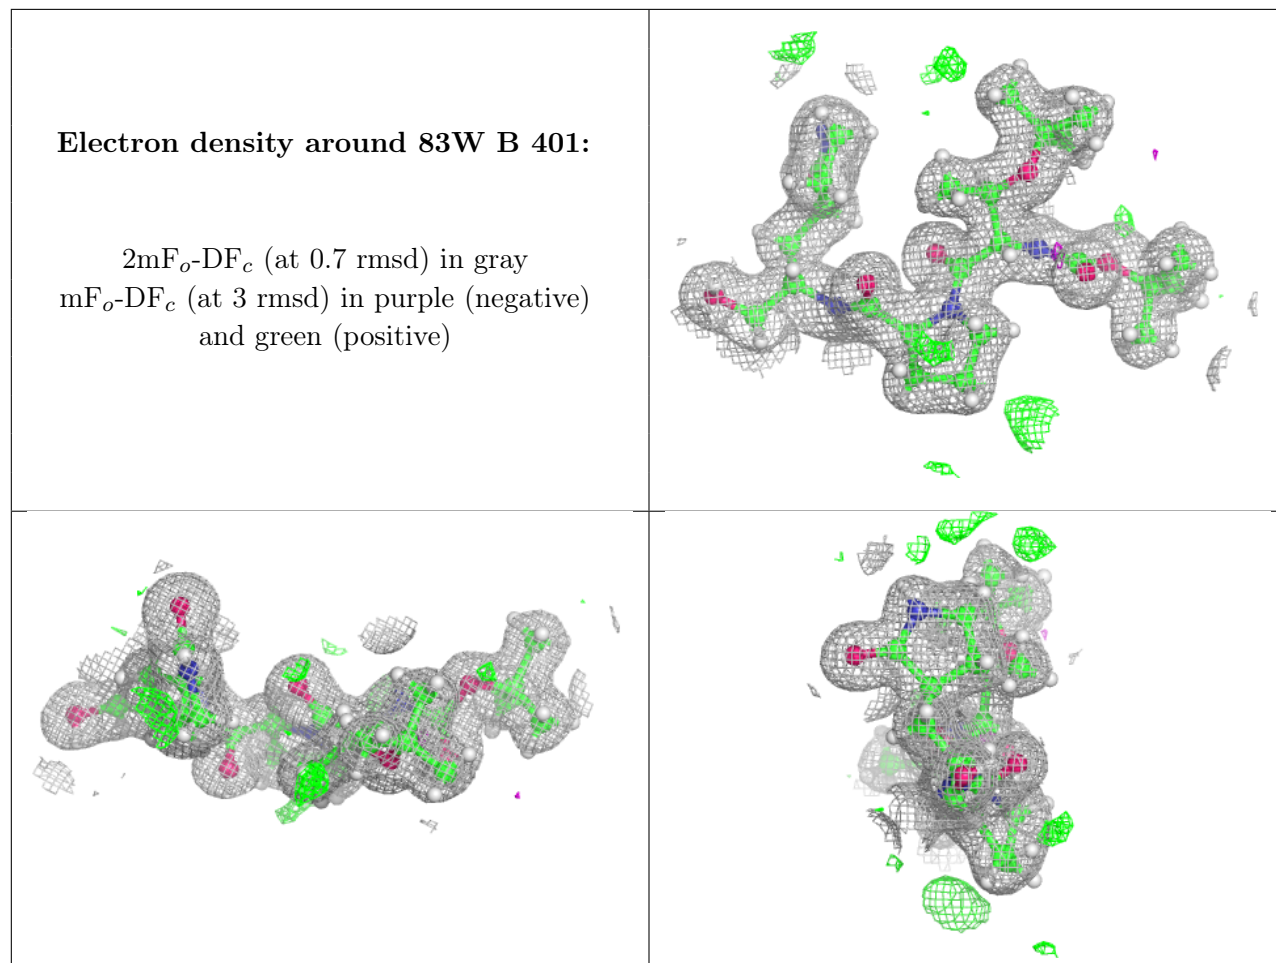 Electron density around 83W B 401:
2mFo-DFc (at 0.7 rmsd) in gray
mFo-DFc (at 3 rmsd) in purple (negative)
and green (positive)